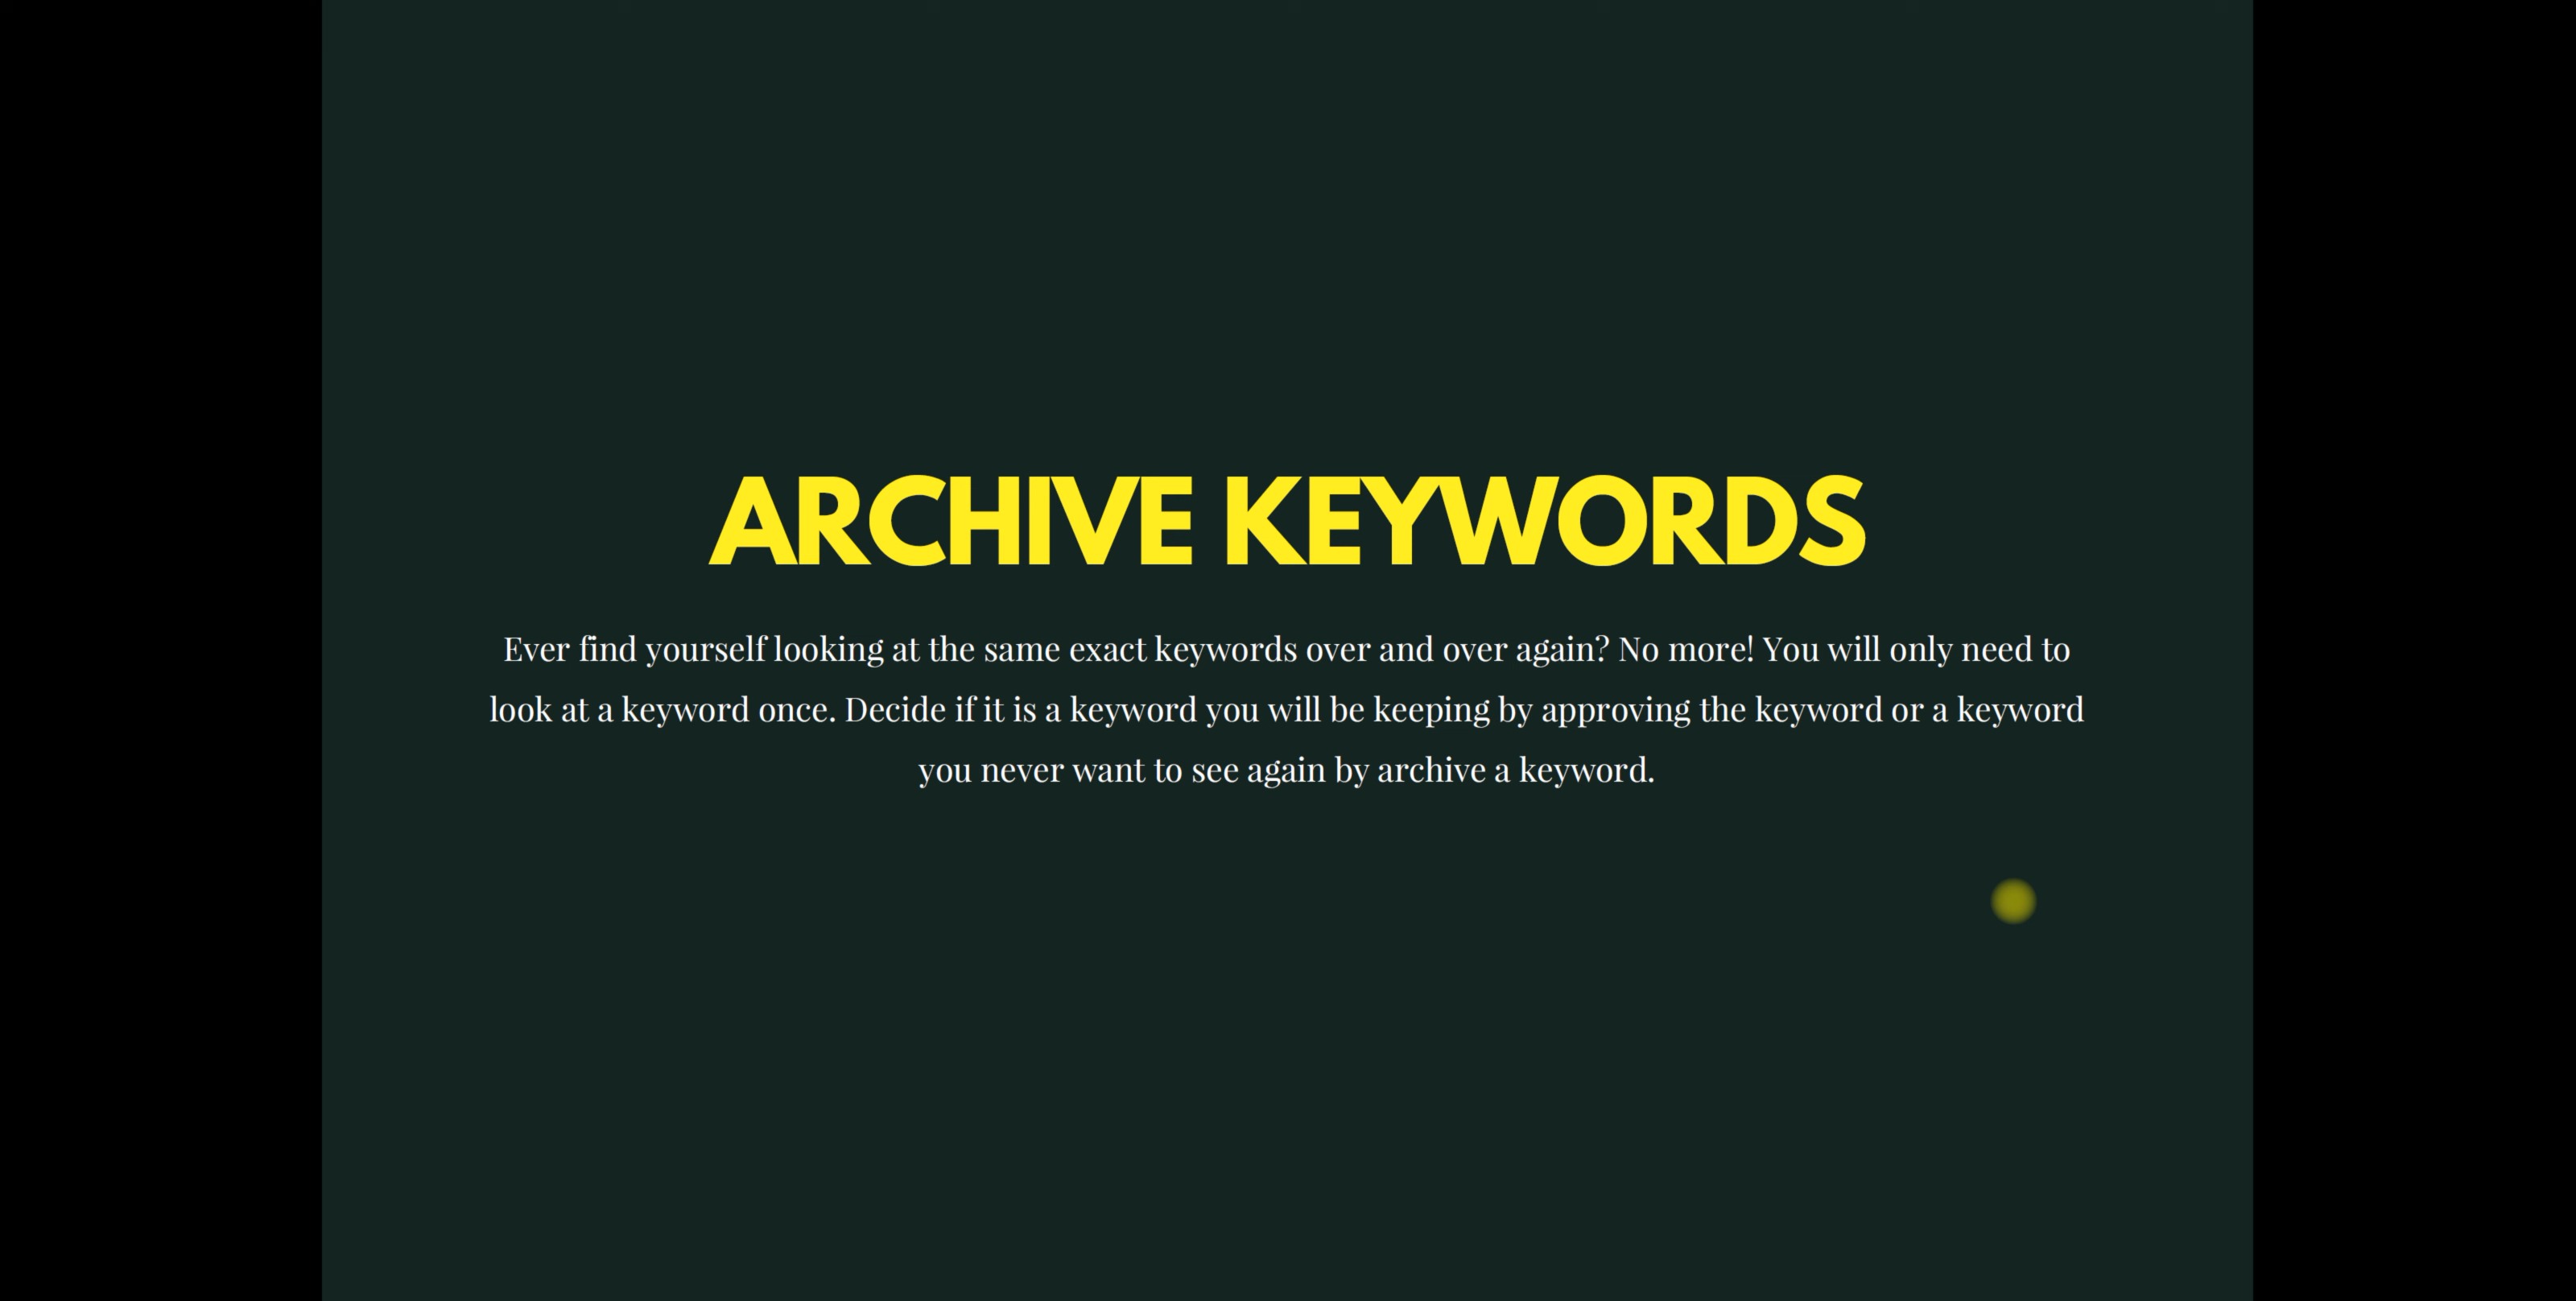 ARCHIVE KEYWORDS
Ever find yourself looking at the same exact keywords over and over again? No more! You will only need to
look at a keyword once. Decide if it is a keyword you will be keeping by approving the keyword or a keyword
you never want to see again by archive a keyword.